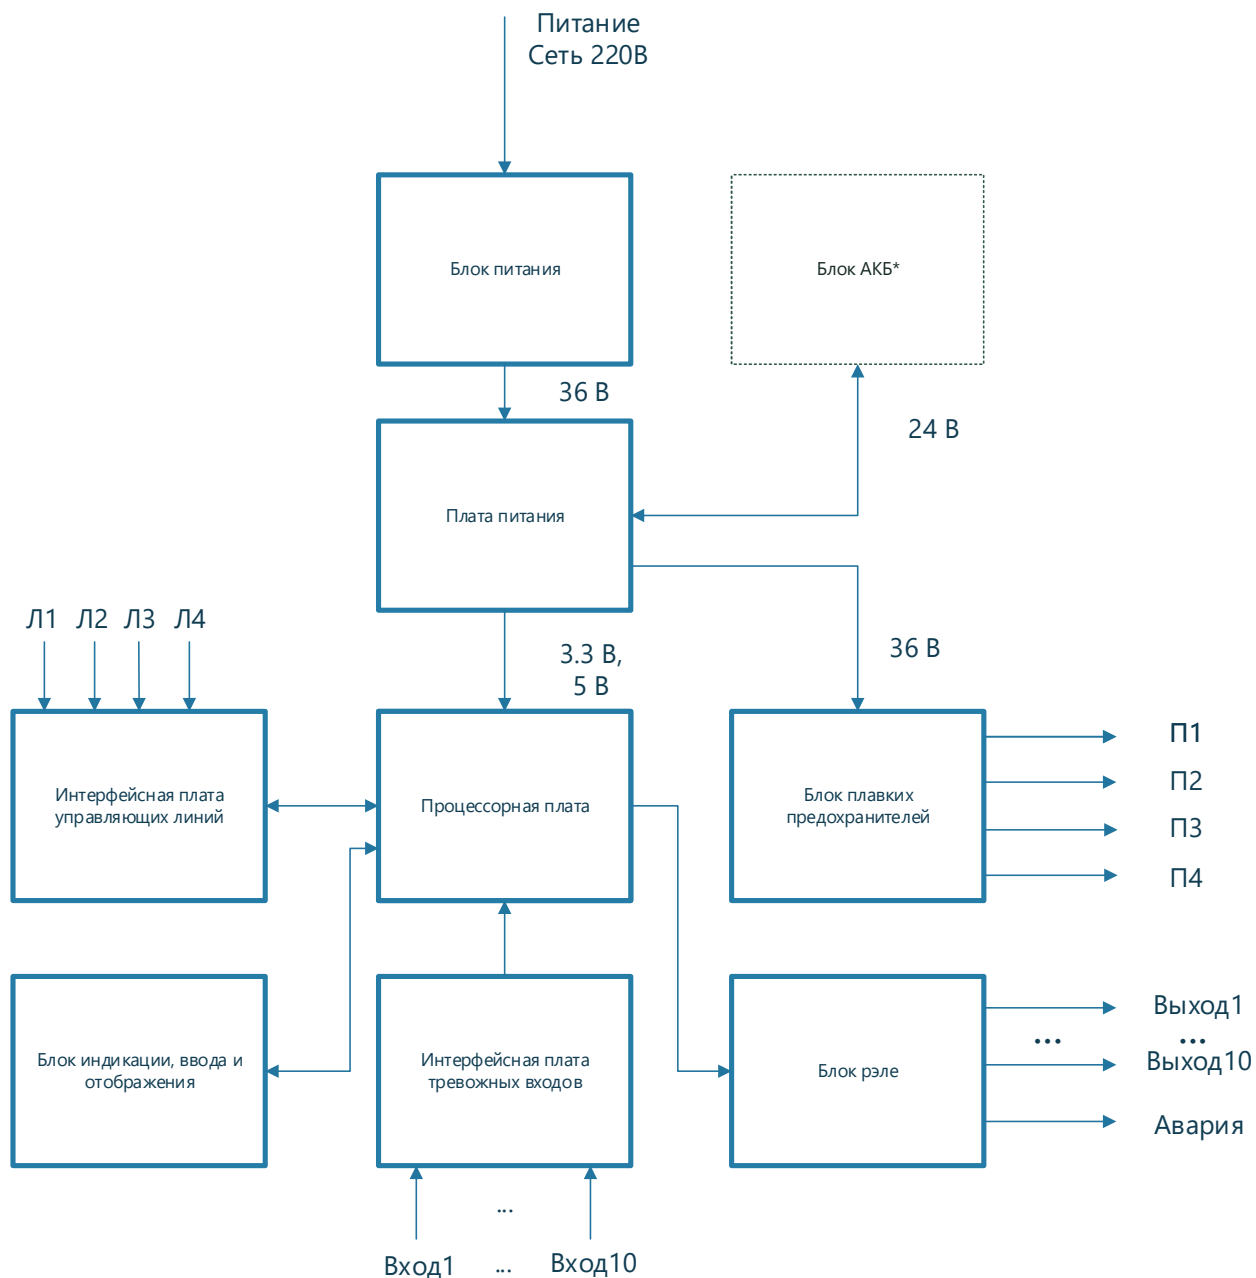 Питание
Сеть 220В
Блок питания
Блок АКБ*
36 В
24 В
Плата питания
Л1 Л2 Л3 Л4
3.3 В,
5 В
36 В
Интерфейсная плата
управляющих линий
Процессорная плата
Блок плавких
предохранителей
П1
П2
П3
П4
Блок индикации, ввода и
отображения
Интерфейсная плата
тревожных входов
Блок рэле
Выход1
... ...
Выход10
Авария
...
Вход1 ... Вход10